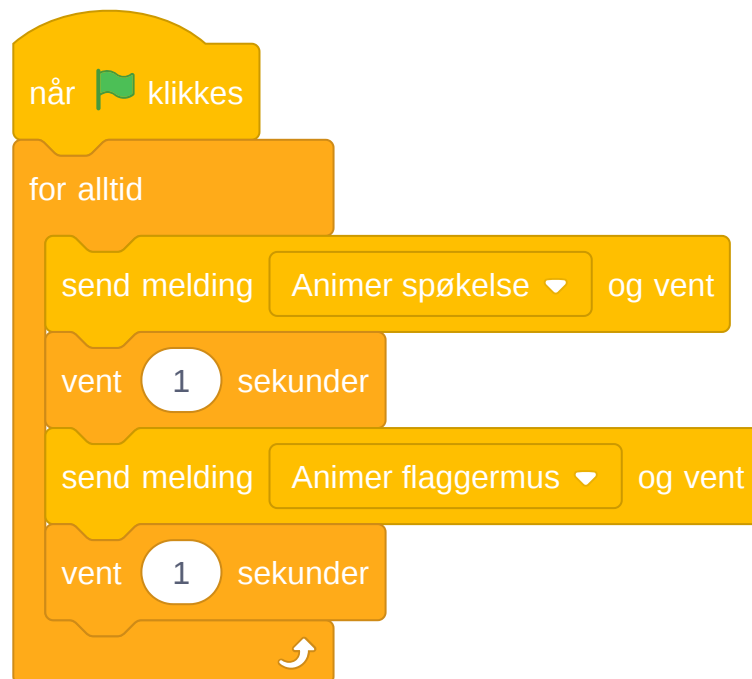 når klikkes
for alltid
send melding Animer spøkelse og vent
vent 1 sekunder
send melding Animer flaggermus og vent
vent 1 sekunder